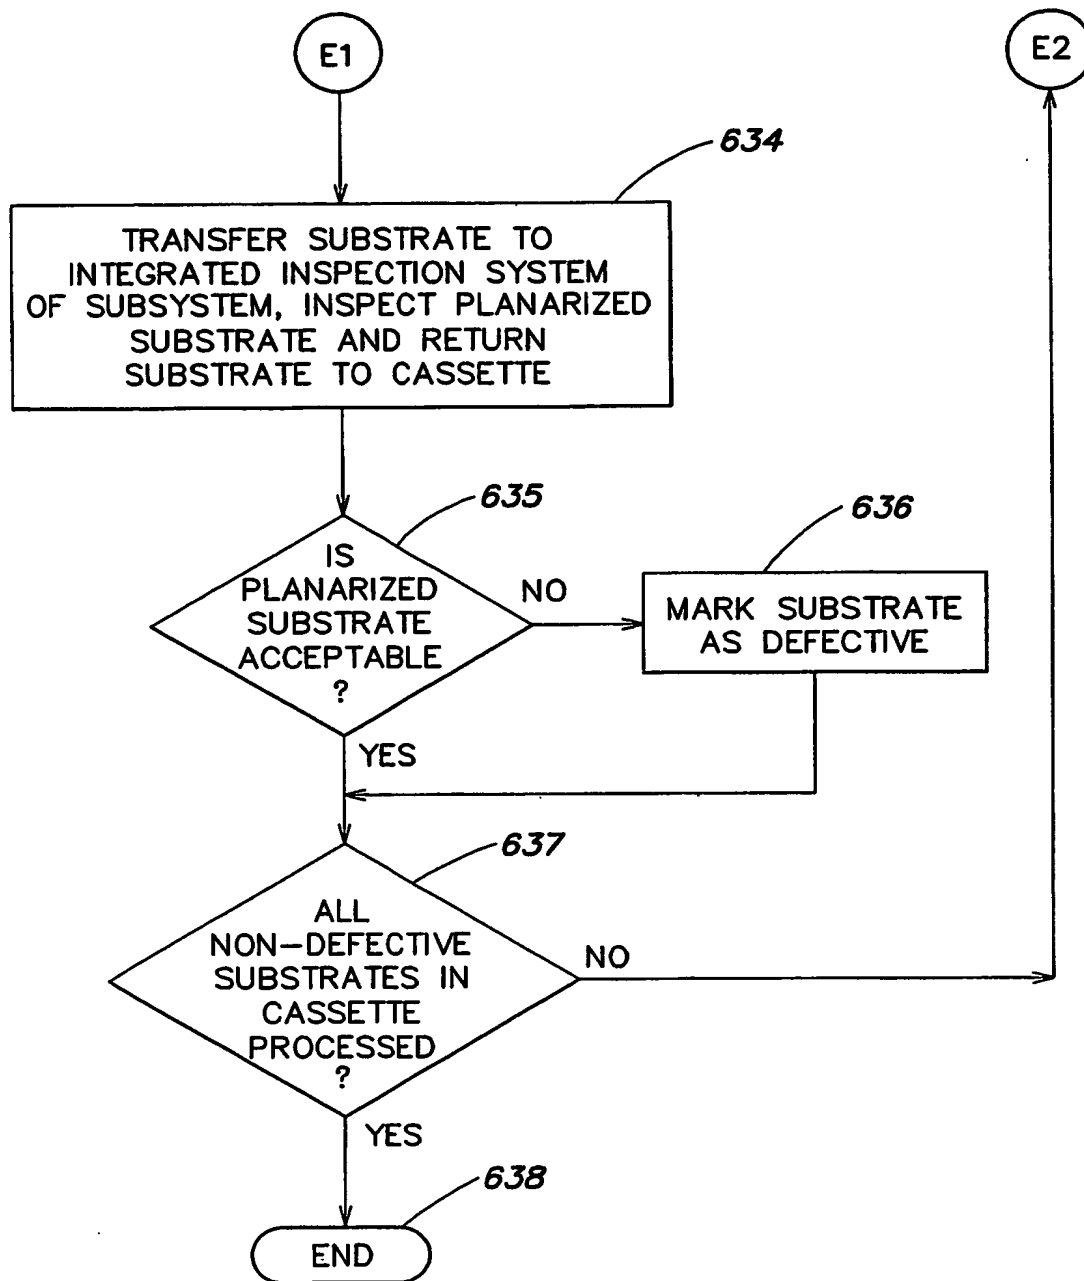 E1
E2
634
TRANSFER SUBSTRATE TO
INTEGRATED INSPECTION SYSTEM
OF SUBSYSTEM, INSPECT PLANARIZED
SUBSTRATE AND RETURN
SUBSTRATE TO CASSETTE
635
IS
PLANARIZED
SUBSTRATE
ACCEPTABLE
?
NO
636
MARK SUBSTRATE
AS DEFECTIVE
YES
637
ALL
NON-DEFECTIVE
SUBSTRATES IN
CASSETTE
PROCESSED
?
NO
YES
638
END